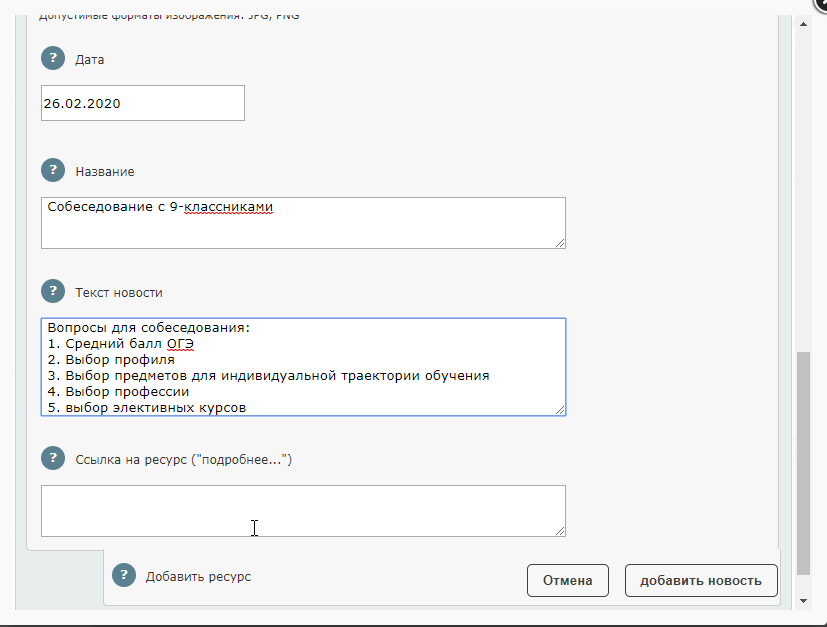 Допустимые форматы изображения: JPG, PNG
? Дата
26.02.2020
? Название
Собеседование с 9-классниками
? Текст новости
Вопросы для собеседования:
1. Средний балл ОГЭ
2. Выбор профиля
3. Выбор предметов для индивидуальной траектории обучения
4. Выбор профессии
5. выбор элективных курсов
? Ссылка на ресурс ("подробнее...")
? Добавить ресурс
Отмена
добавить новость